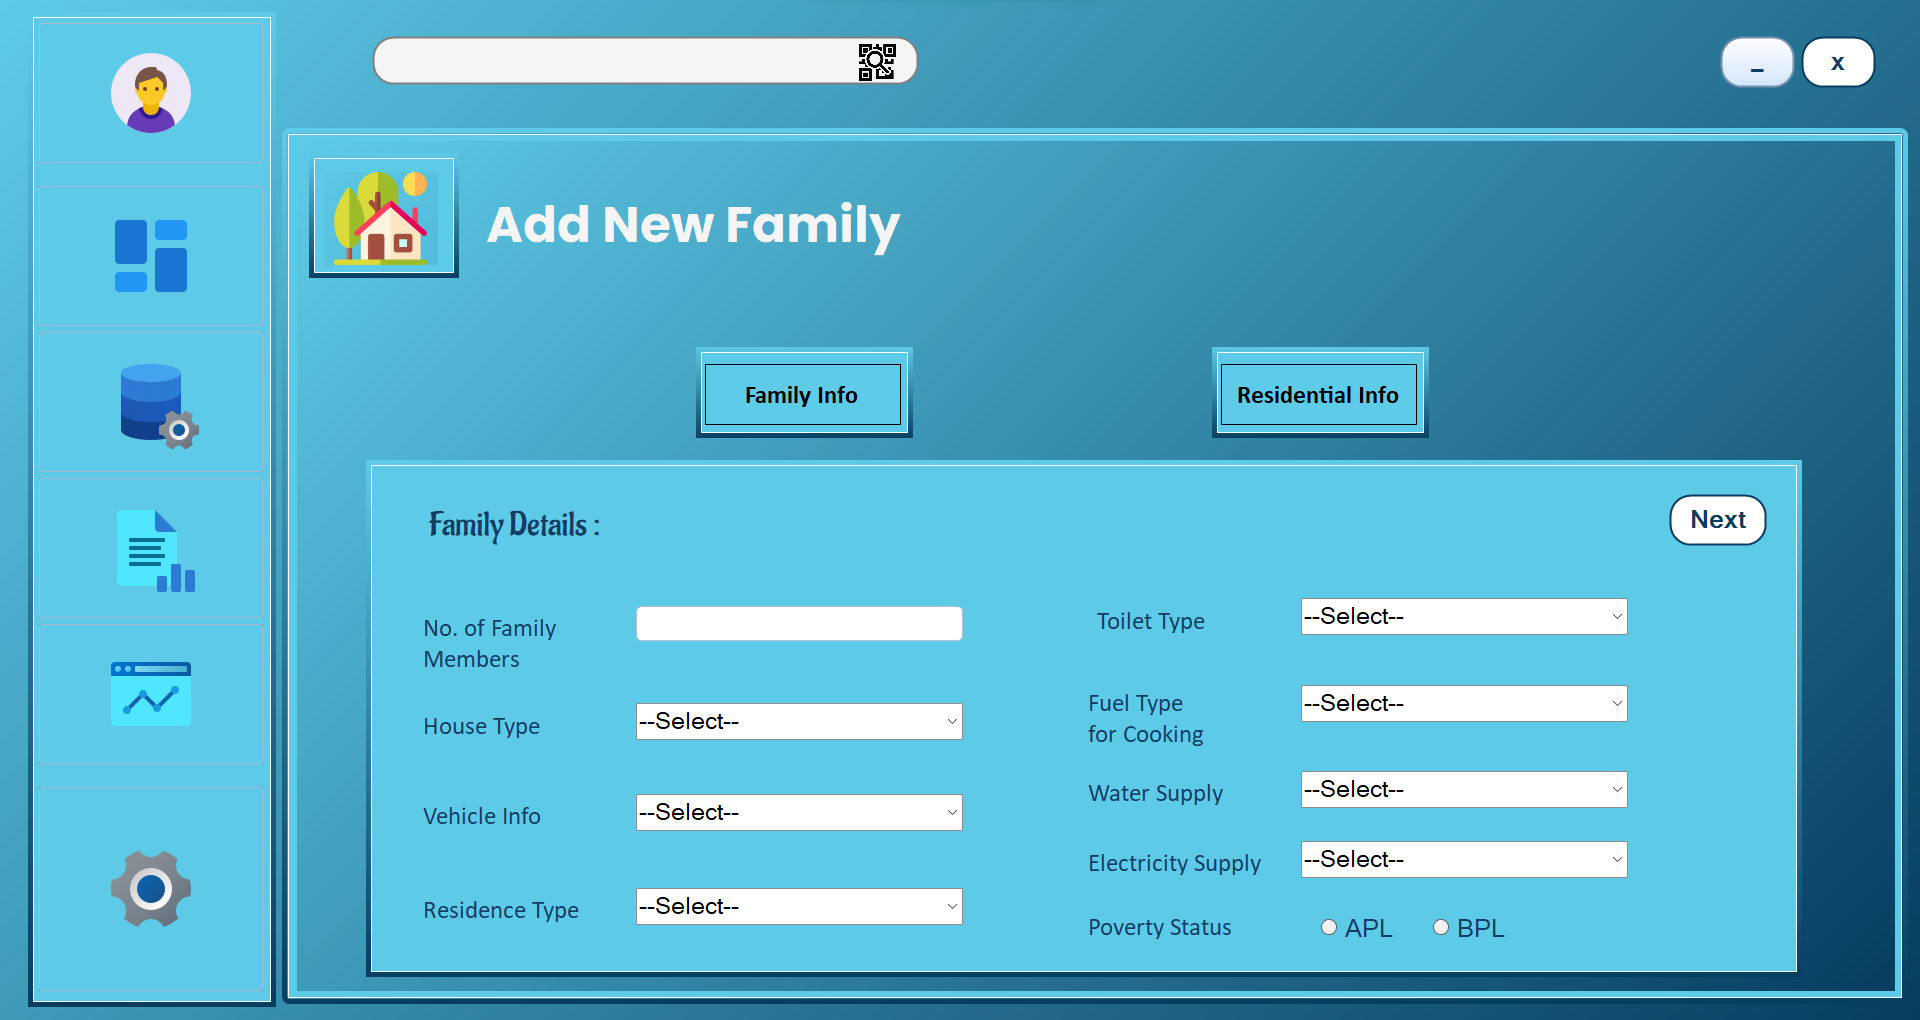 _
x
Add New Family
Family Info
Residential Info
Family Details :
Next
No. of Family
Members
--Select--
House Type
--Select--
Vehicle Info
--Select--
Residence Type
Toilet Type
--Select--
Fuel Type
for Cooking
--Select--
Water Supply
--Select--
Electricity Supply
--Select--
Poverty Status
APL
BPL